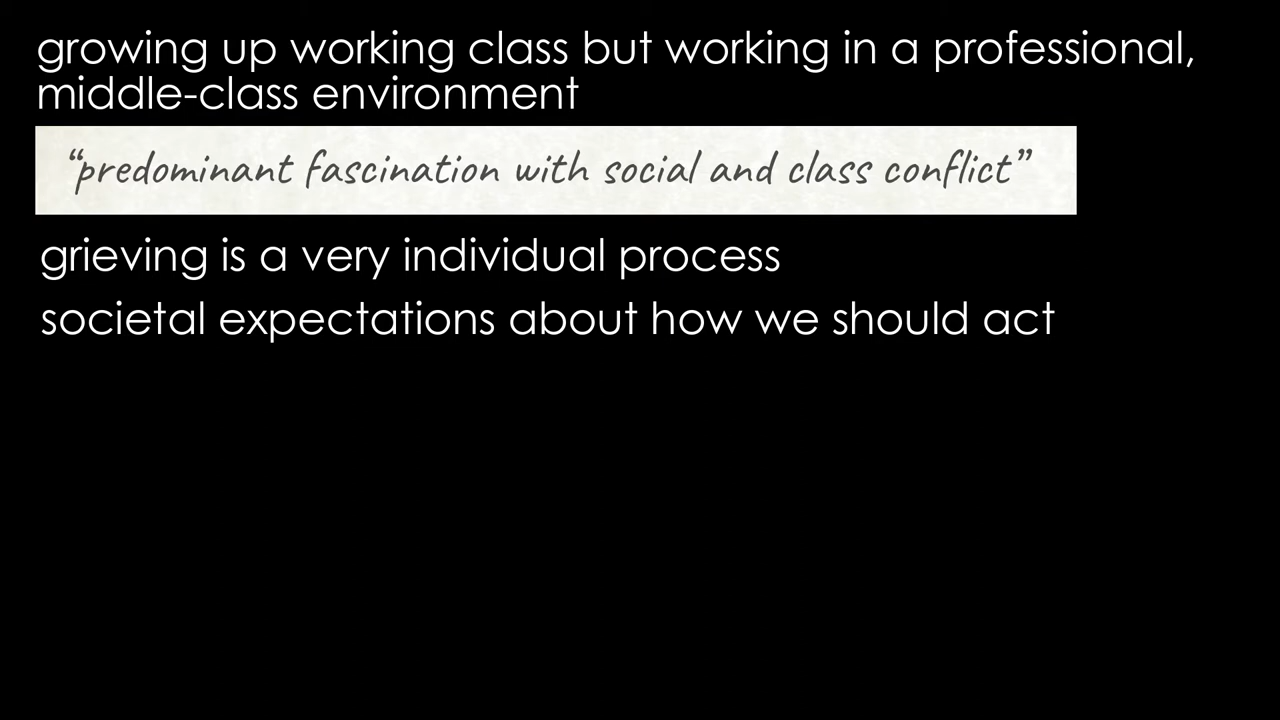 growing up working class but working in a professional,
middle-class environment
“predominant fascination with social and class conflict”
grieving is a very individual process
societal expectations about how we should act